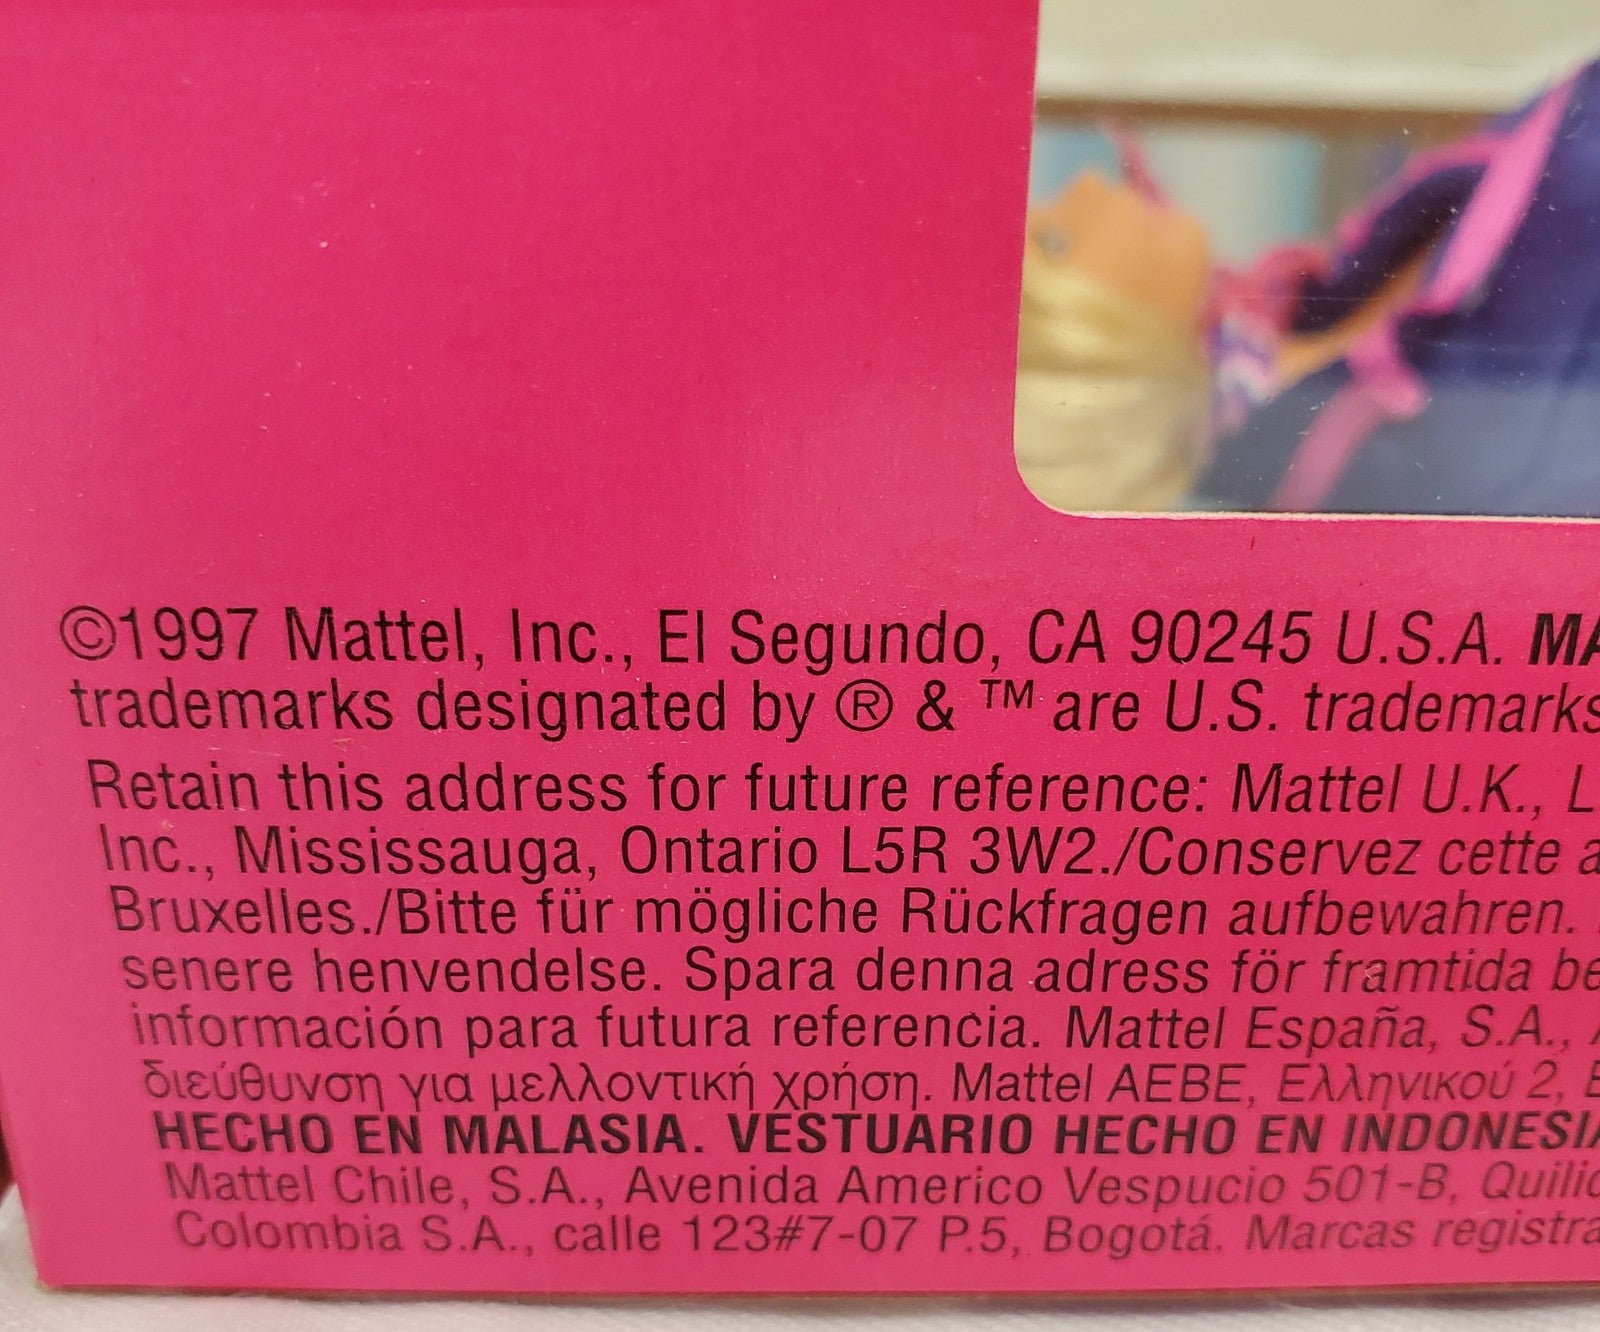 ©1997 Mattel, Inc., El Segundo, CA 90245 U.S.A.
trademarks designated by ® & ™ are U.S. trademarks
Retain this address for future reference: Mattel U.K.,
Inc., Mississauga, Ontario L5R 3W2./Conservez cette
Bruxelles./Bitte für mögliche Rückfragen aufbewahren.
senere henvendelse. Spara denna adress för framtida
información para futura referencia. Mattel España, S.A.,
διεύθυνση για μελλοντική χρήση. Mattel AEBE, Ελληνικού 2,
HECHO EN MALASIA. VESTUARIO HECHO EN INDONESIA
Mattel Chile, S.A., Avenida Americo Vespucio 501-B,
Colombia S.A., calle 123#7-07 P.5, Bogotá. Marcas